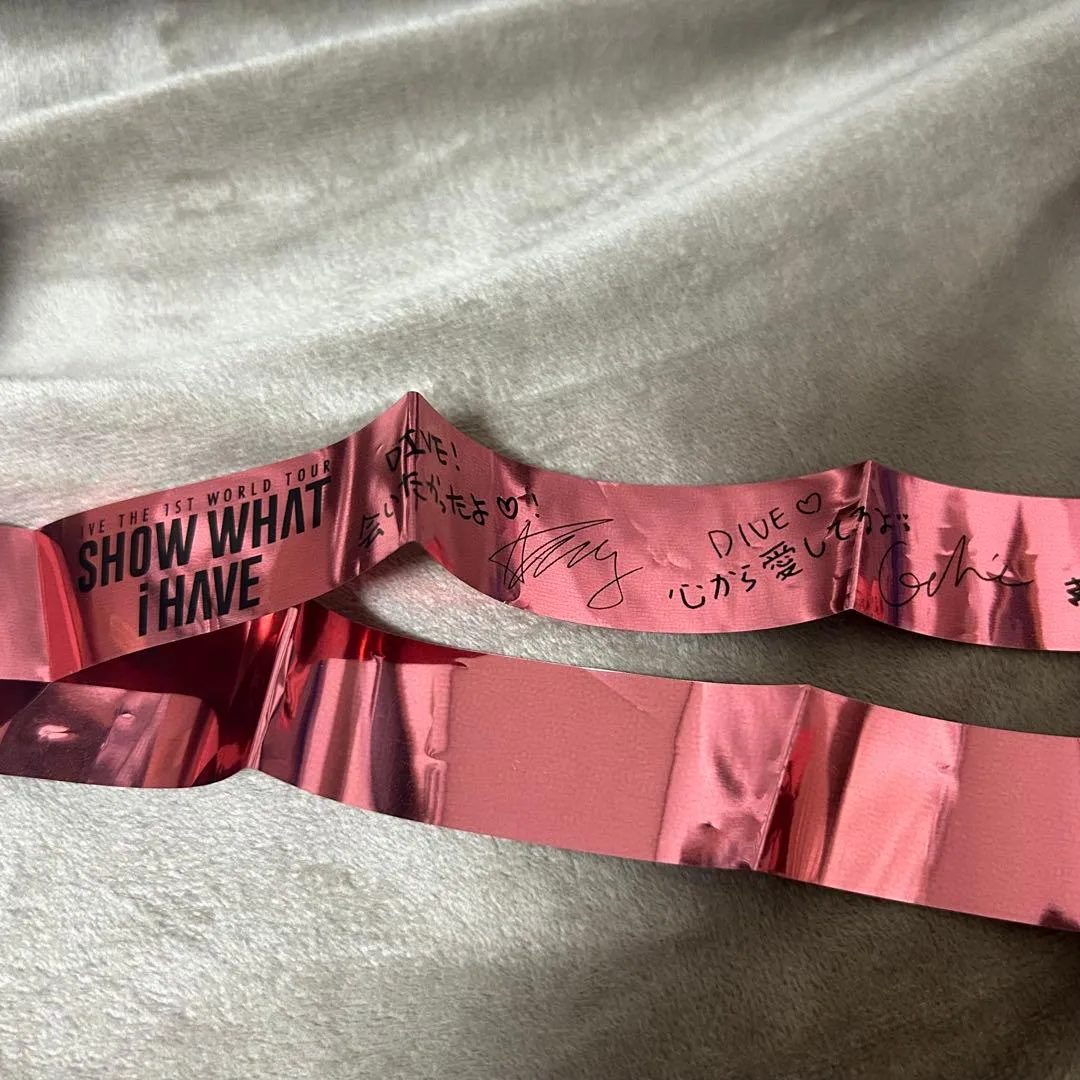 IVE THE 1ST WORLD TOUR
SHOW WHAT
i HAVE
DIVE!
会いたかったよ♡!
DIVE♡
心から愛してるよ